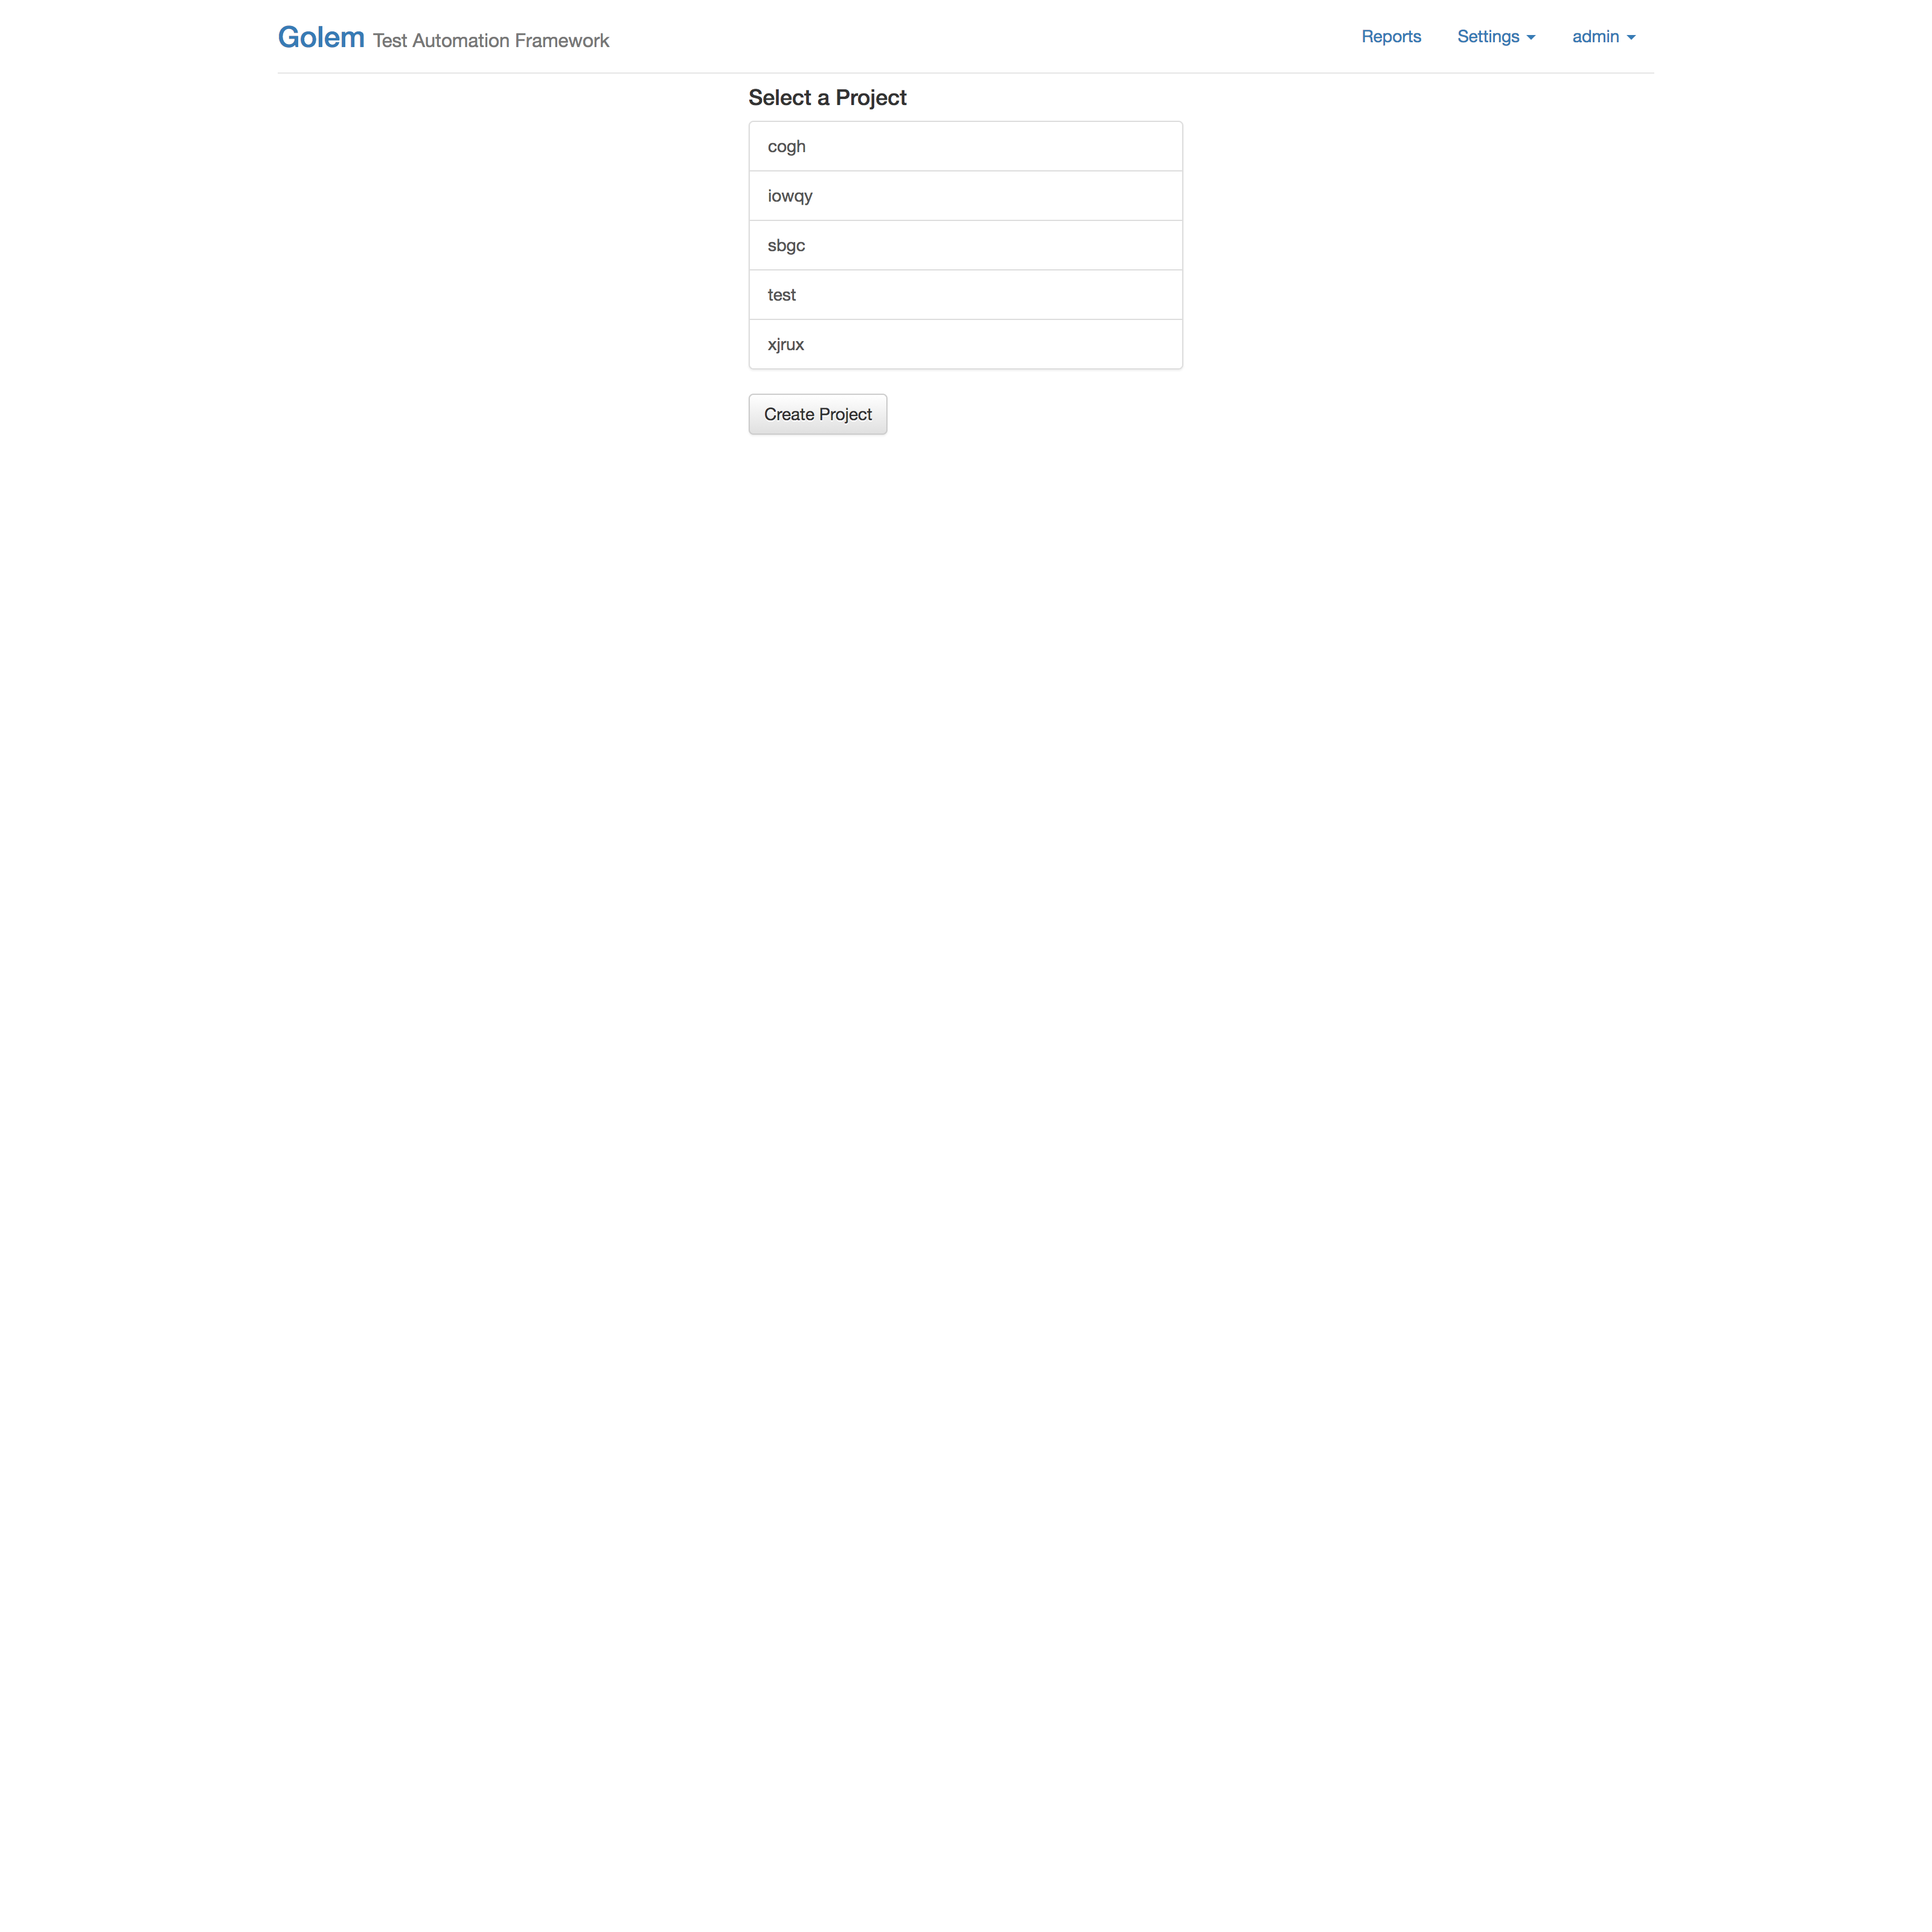 Golem Test Automation Framework
Reports Settings admin
Select a Project
cogh
iowqy
sbgc
test
xjrux
Create Project